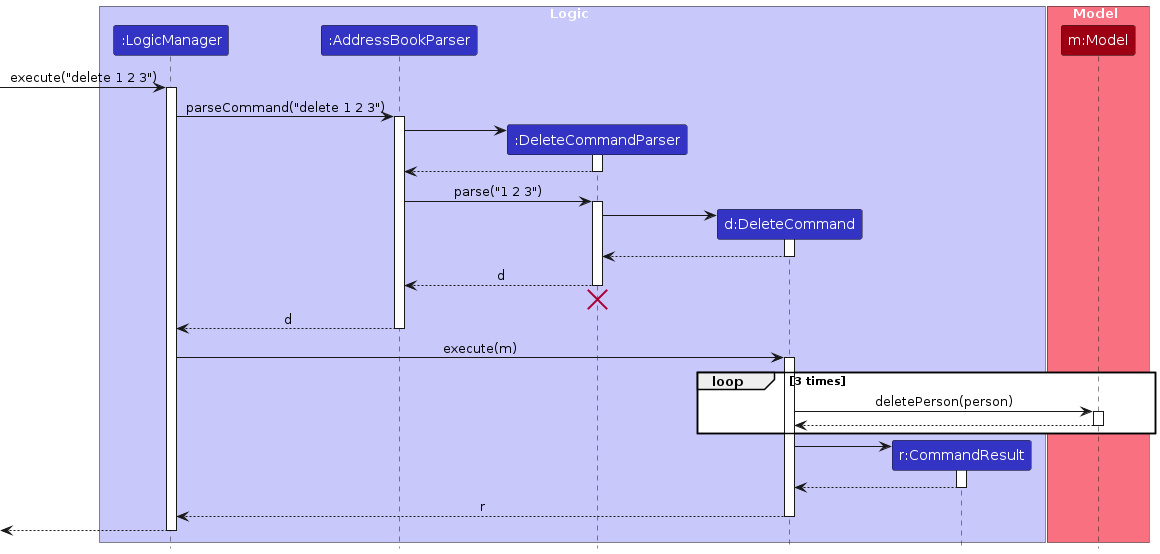 Logic
Model
:LogicManager
:AddressBookParser
m:Model
execute("delete 1 2 3")
parseCommand("delete 1 2 3")
:DeleteCommandParser
parse("1 2 3")
d:DeleteCommand
d
d
execute(m)
loop
[3 times]
deletePerson(person)
r:CommandResult
r